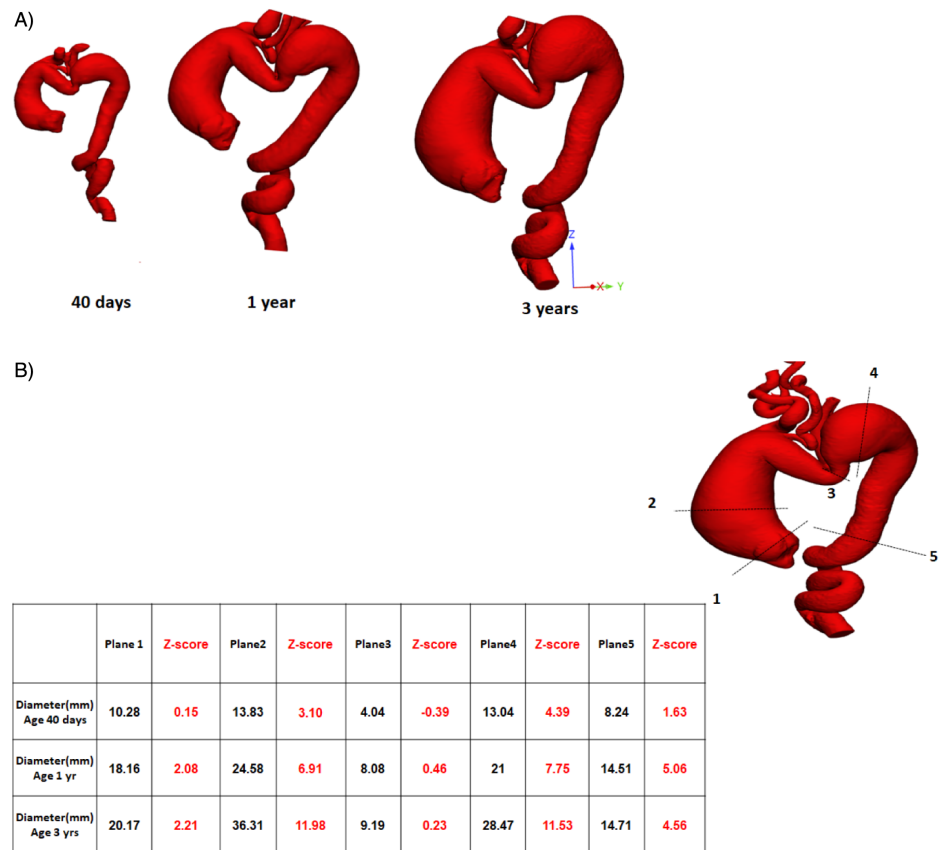 A)
Z
X Y
40 days
1 year
3 years
B)
4
3
2
5
1
Plane 1 Z-score Plane2 Z-score Plane3 Z-score Plane4 Z-score Plane5 Z-score
Diameter(mm)
Age 40 days
10.28 0.15 13.83 3.10 4.04 -0.39 13.04 4.39 8.24 1.63
Diameter(mm)
Age 1 yr
18.16 2.08 24.58 6.91 8.08 0.46 21 7.75 14.51 5.06
Diameter(mm)
Age 3 yrs
20.17 2.21 36.31 11.98 9.19 0.23 28.47 11.53 14.71 4.56